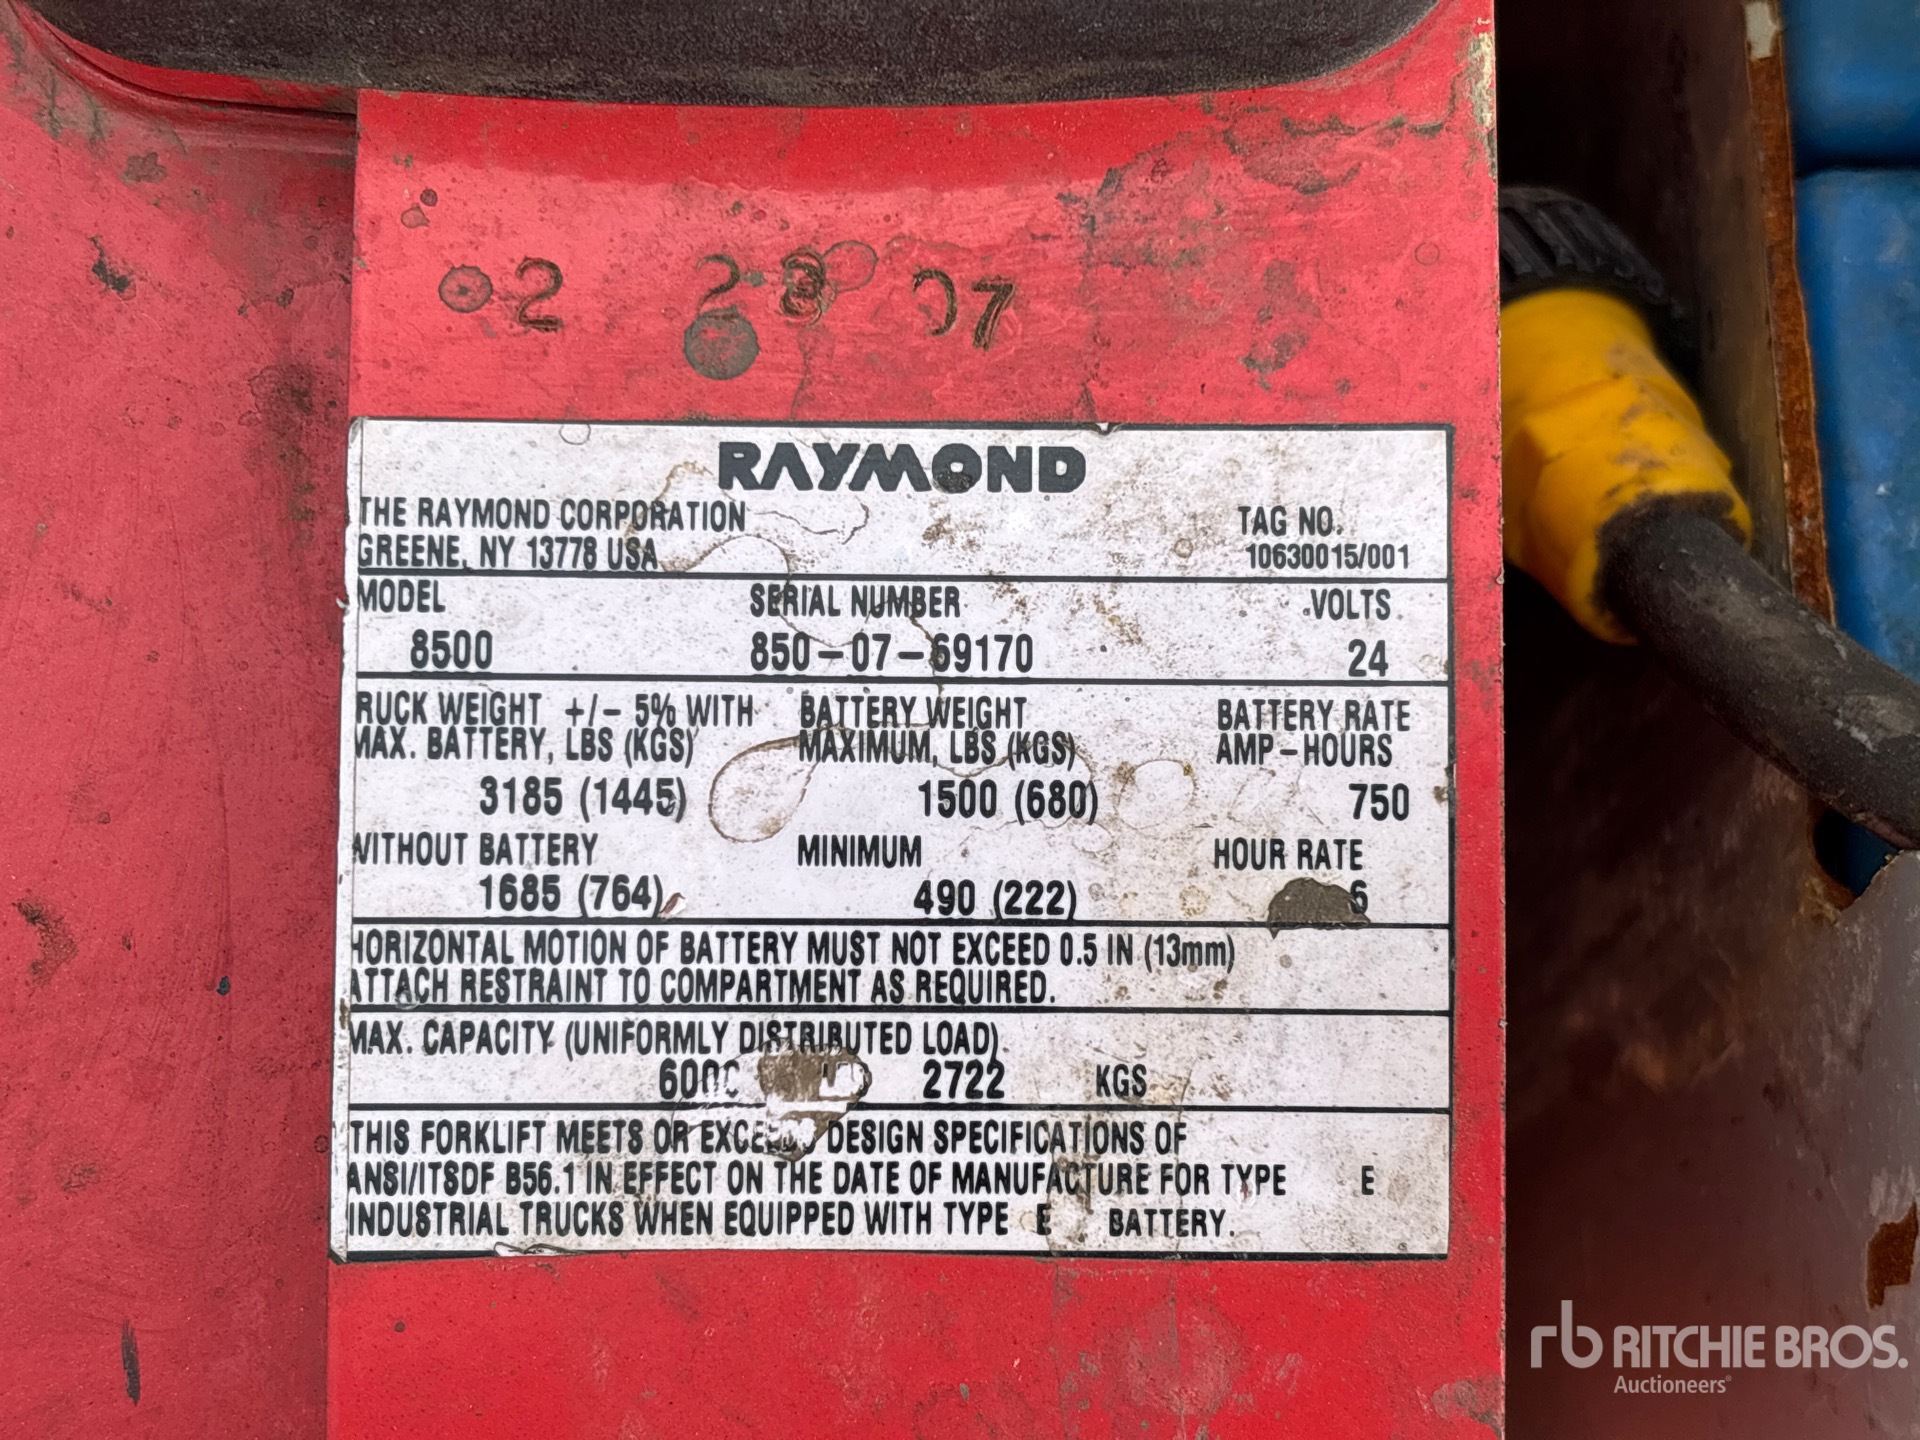 2 2 8 07
RAYMOND
THE RAYMOND CORPORATION
GREENE, NY 13778 USA
TAG NO.
10630015/001
MODEL SERIAL NUMBER VOLTS
8500 850-07-69170 24
RUCK WEIGHT +/- 5% WITH BATTERY WEIGHT BATTERY RATE
MAX. BATTERY, LBS (KGS) MAXIMUM, LBS (KGS) AMP-HOURS
3185 (1445) 1500 (680) 750
WITHOUT BATTERY MINIMUM HOUR RATE
1685 (764) 490 (222) 6
HORIZONTAL MOTION OF BATTERY MUST NOT EXCEED 0.5 IN (13mm)
ATTACH RESTRAINT TO COMPARTMENT AS REQUIRED.
MAX. CAPACITY (UNIFORMLY DISTRIBUTED LOAD)
6000 2722 KGS
THIS FORKLIFT MEETS OR EXCEEDS DESIGN SPECIFICATIONS OF
ANSI/ITSDF B56.1 IN EFFECT ON THE DATE OF MANUFACTURE FOR TYPE E
INDUSTRIAL TRUCKS WHEN EQUIPPED WITH TYPE E BATTERY.
rb RITCHIE BROS.
Auctioneers